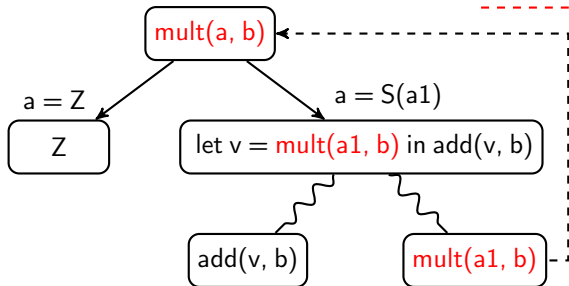 mult(a, b)
a = Z
a = S(a1)
Z
let v = mult(a1, b) in add(v, b)
add(v, b)
mult(a1, b)